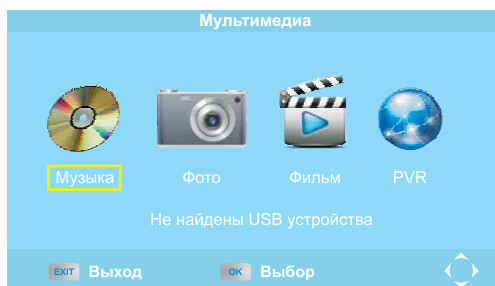 Мультимедиа
Музыка Фото Фильм PVR
Не найдены USB устройства
EXIT Выход OK Выбор